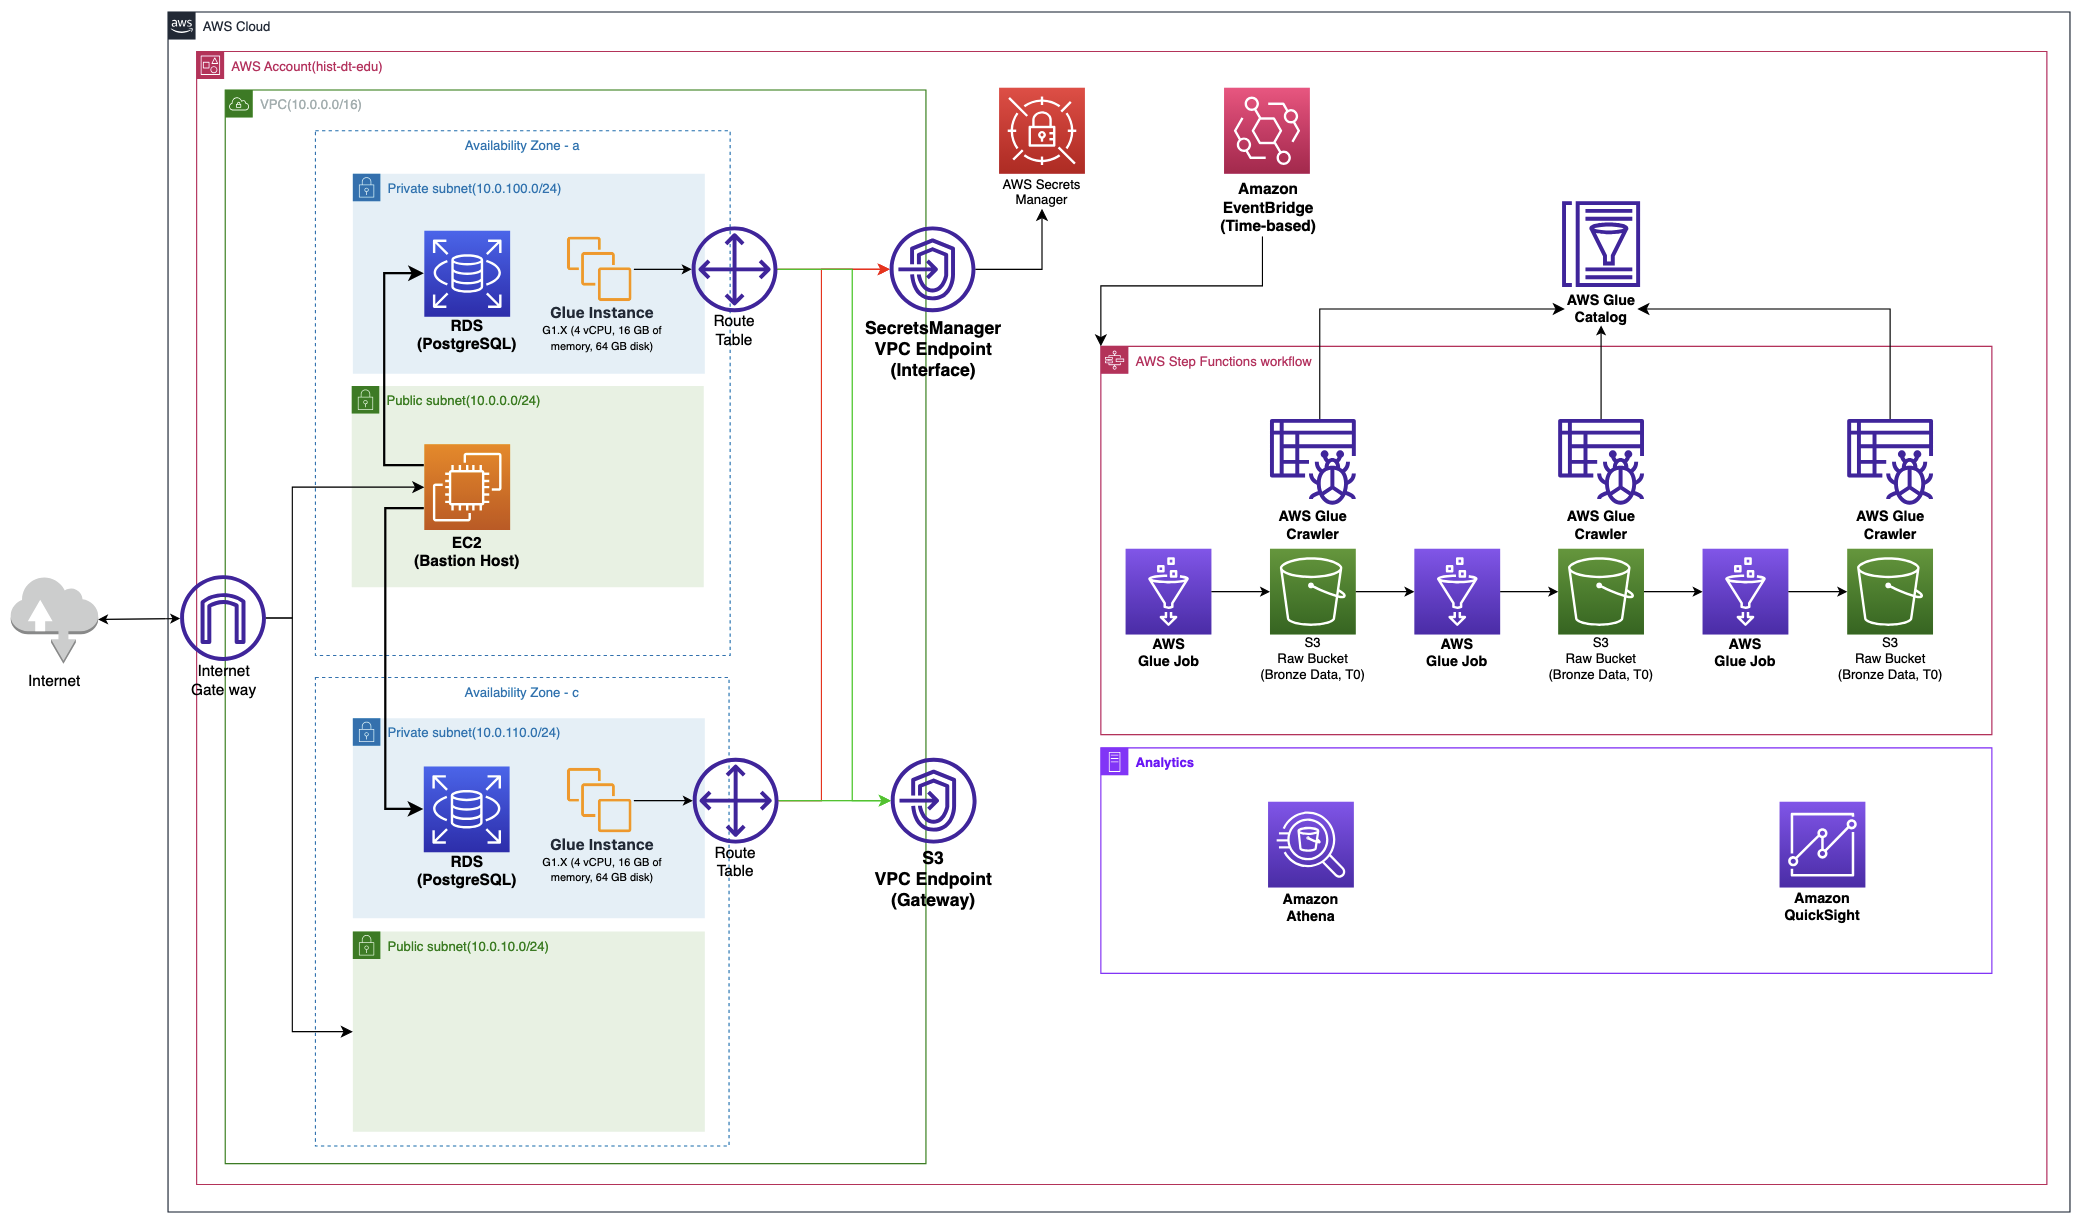 aws
AWS Cloud
AWS Account(hist-dt-edu)
VPC(10.0.0.0/16)
Availability Zone - a
Private subnet(10.0.100.0/24)
RDS
(PostgreSQL)
Glue Instance
G1.X (4 vCPU, 16 GB of
memory, 64 GB disk)
Route
Table
Public subnet(10.0.0.0/24)
EC2
(Bastion Host)
Internet
Internet
Gate way
Availability Zone - c
Private subnet(10.0.110.0/24)
RDS
(PostgreSQL)
Glue Instance
G1.X (4 vCPU, 16 GB of
memory, 64 GB disk)
Route
Table
Public subnet(10.0.10.0/24)
SecretsManager
VPC Endpoint
(Interface)
S3
VPC Endpoint
(Gateway)
AWS Secrets
Manager
Amazon
EventBridge
(Time-based)
AWS Glue
Catalog
AWS Step Functions workflow
AWS Glue
Crawler
AWS Glue
Crawler
AWS Glue
Crawler
AWS
Glue Job
S3
Raw Bucket
(Bronze Data, T0)
AWS
Glue Job
S3
Raw Bucket
(Bronze Data, T0)
AWS
Glue Job
S3
Raw Bucket
(Bronze Data, T0)
Analytics
Amazon
Athena
Amazon
QuickSight